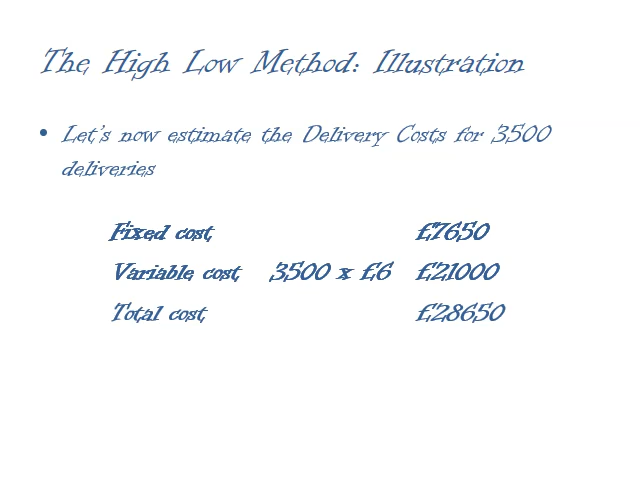 The High Low Method: Illustration
• Let's now estimate the Delivery Costs for 3500
deliveries
Fixed cost £7650
Variable cost 3500 x £6 £21000
Total cost £28650